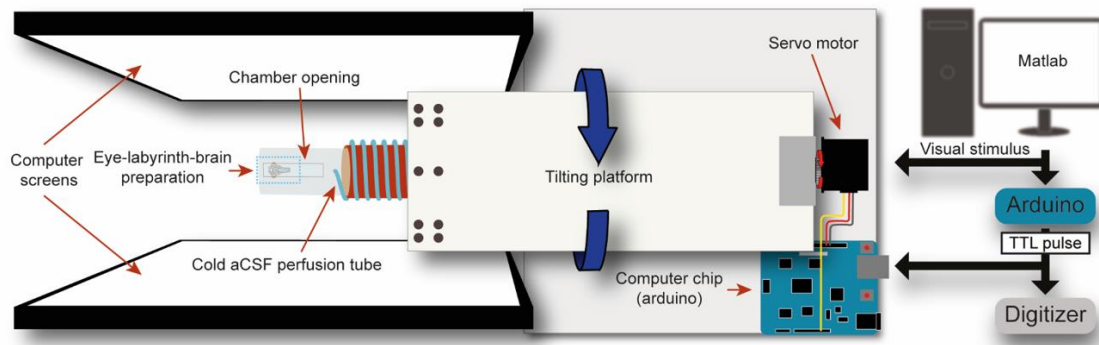 Servo motor
Matlab
Chamber opening
Computer
screens
Eye-labyrinth-brain
preparation
Tilting platform
Visual stimulus
Arduino
TTL pulse
Cold aCSF perfusion tube
Computer chip
(arduino)
Digitizer